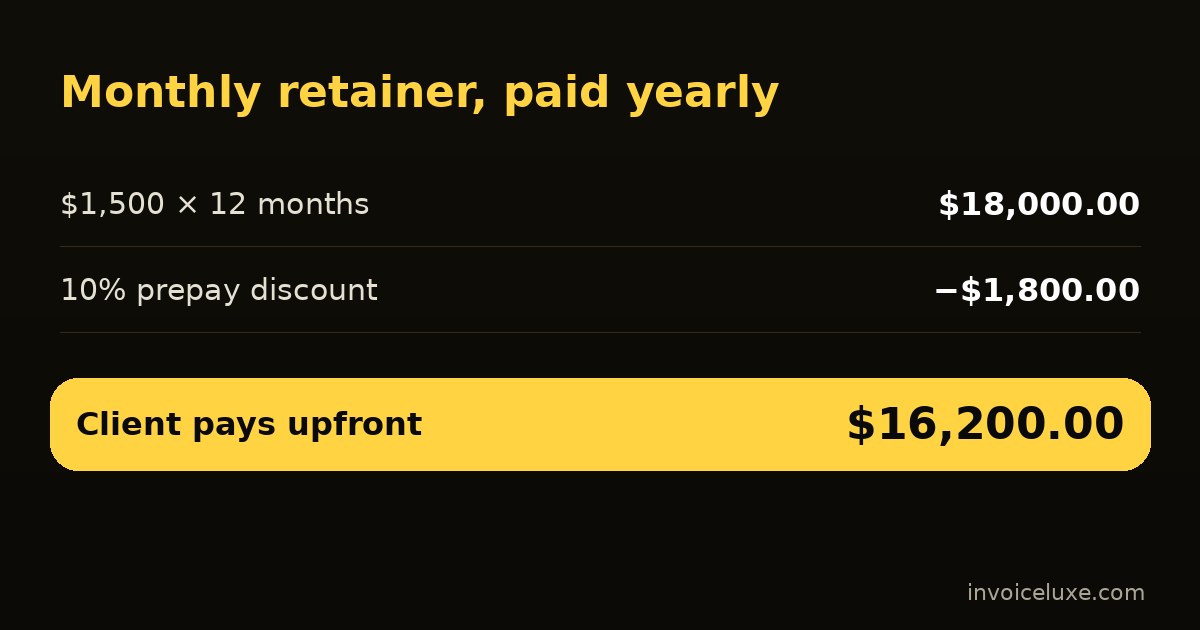 Monthly retainer, paid yearly
$1,500 × 12 months $18,000.00
10% prepay discount −$1,800.00
Client pays upfront $16,200.00
invoiceluxe.com